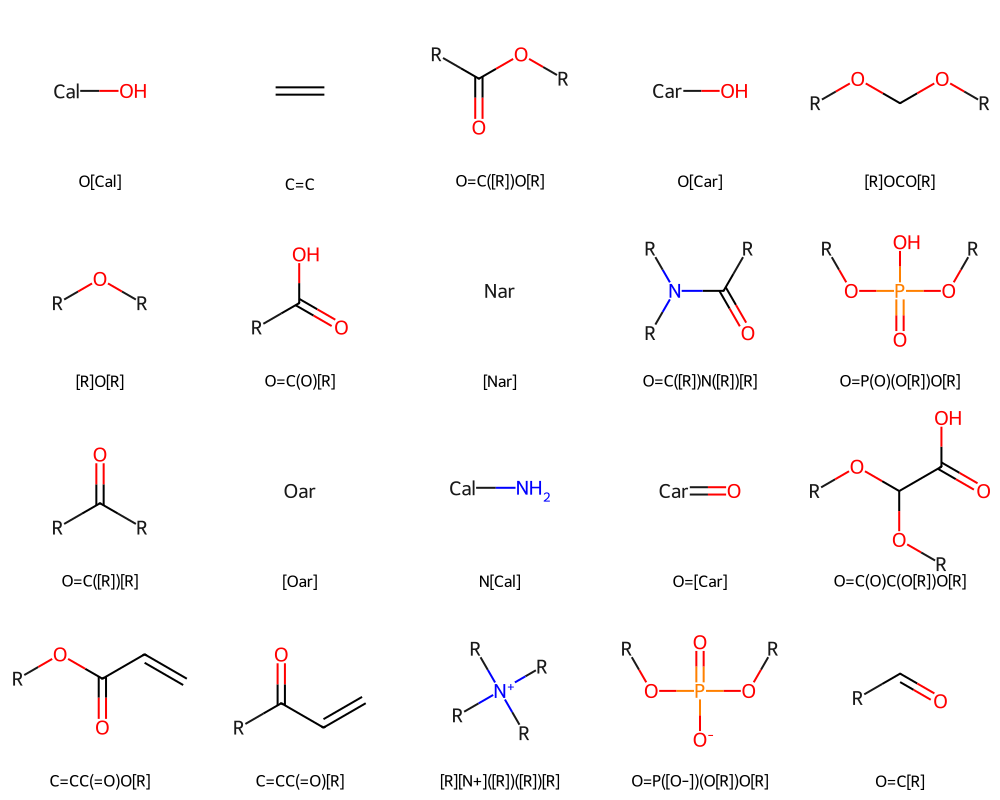 Cal OH
R O R O
Car OH
R O O R
O[Cal]
C=C
O=C([R])O[R]
O[Car]
[R]OCO[R]
R O R
OH R O
Nar
R R N R O
R OH R O P O O
[R]O[R]
O=C(O)[R]
[Nar]
O=C([R])N([R])[R]
O=P(O)(O[R])O[R]
O R R
Oar
Cal NH2
Car O
OH O R O O R
O=C([R])[R]
[Oar]
N[Cal]
O=[Car]
O=C(O)C(O[R])O[R]
O R O
O R
R R N+ R R
R O R O P O O-
R O
C=CC(=O)O[R]
C=CC(=O)[R]
[R][N+]([R])([R])[R]
O=P([O-])(O[R])O[R]
O=C[R]